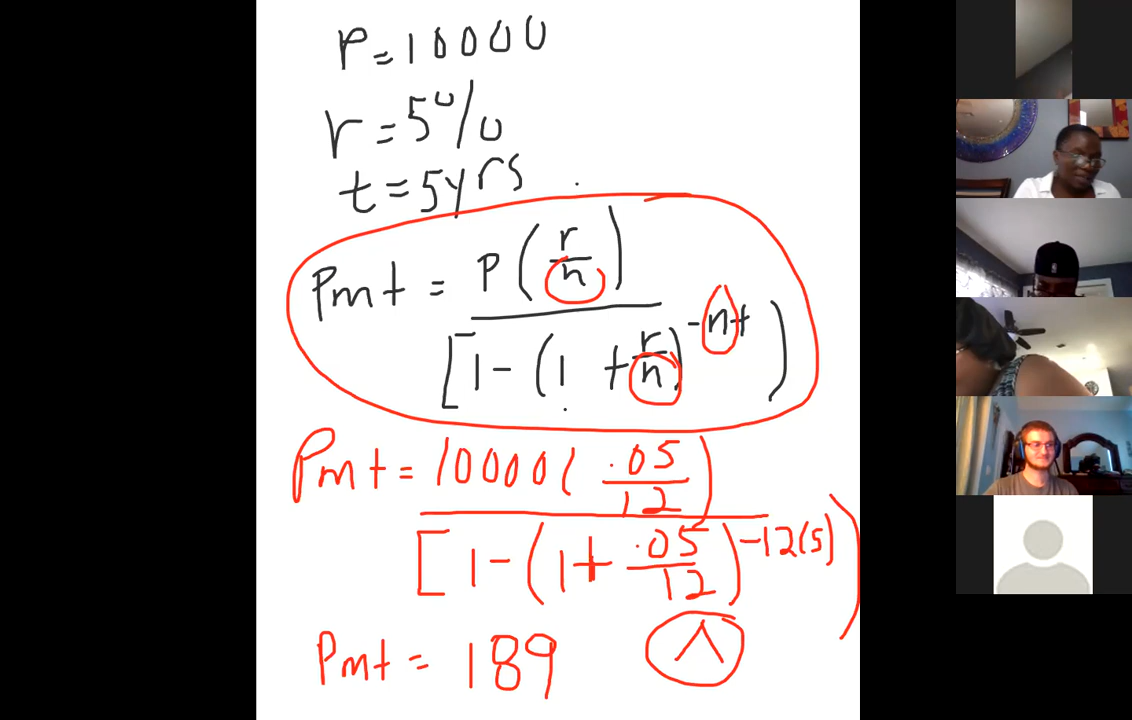 P = 10000
r = 5%
t = 5yrs
Pmt = P(r/n)
[1 - (1 + r/n)^-nt)
Pmt = 10000(.05/12)
[1 - (1 + .05/12)^-12(5))
Pmt = 189 ^